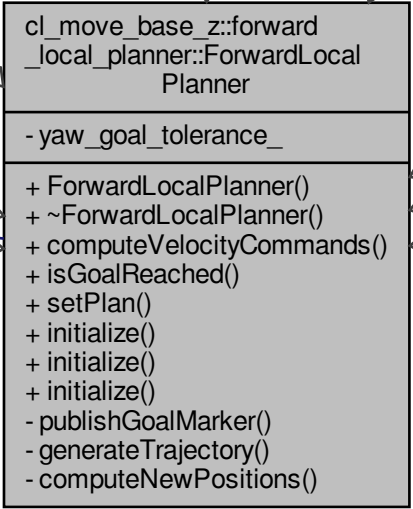 cl_move_base_z::forward
_local_planner::ForwardLocal
Planner
- yaw_goal_tolerance_
+ ForwardLocalPlanner()
+ ~ForwardLocalPlanner()
+ computeVelocityCommands()
+ isGoalReached()
+ setPlan()
+ initialize()
+ initialize()
+ initialize()
- publishGoalMarker()
- generateTrajectory()
- computeNewPositions()